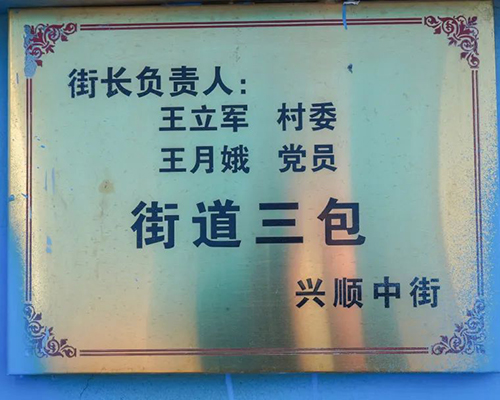 街长负责人：
王立军 村委
王月娥 党员
街道三包
兴顺中街